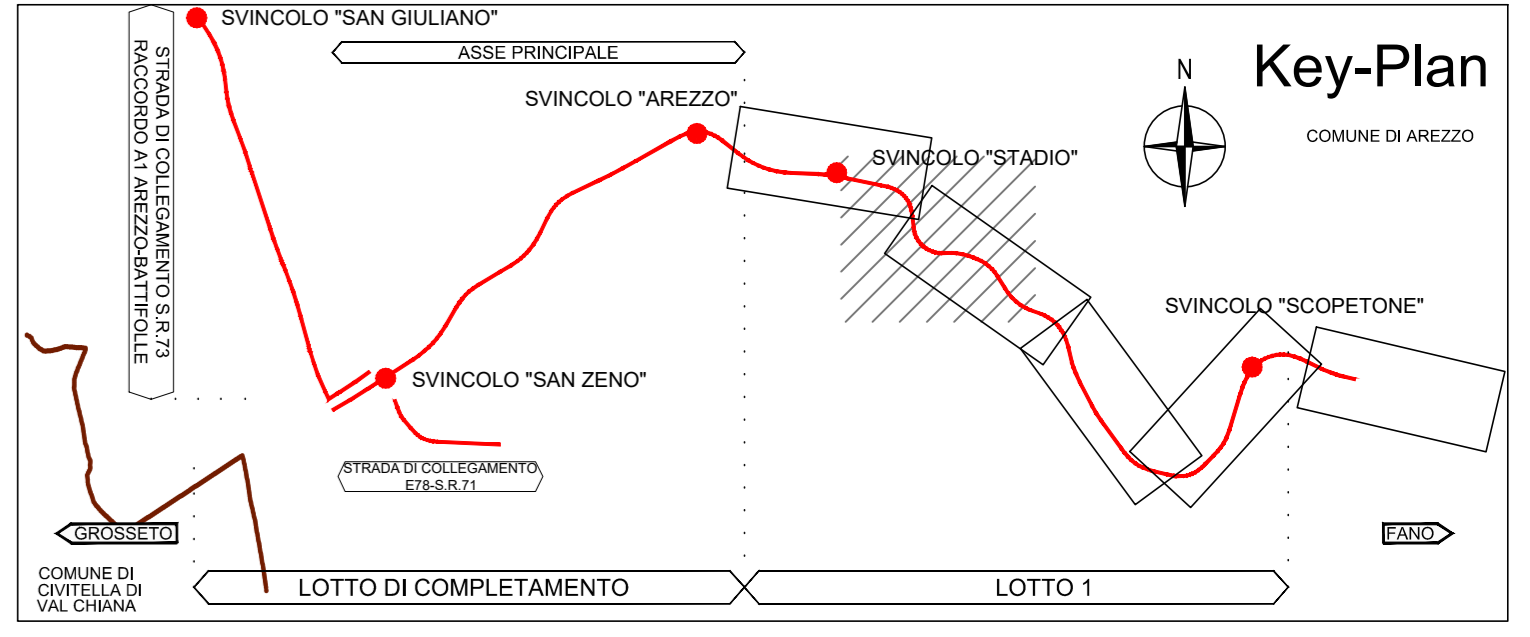 SVINCOLO "SAN GIULIANO"
STRADA DI COLLEGAMENTO S.R.73
RACCORDO A1 AREZZO-BATTIFOLLE
ASSE PRINCIPALE
Key-Plan
N
SVINCOLO "AREZZO"
COMUNE DI AREZZO
SVINCOLO "STADIO"
SVINCOLO "SCOPETONE"
SVINCOLO "SAN ZENO"
STRADA DI COLLEGAMENTO
E78-S.R.71
GROSSETO
FANO
COMUNE DI
CIVITELLA DI
VAL CHIANA
LOTTO DI COMPLETAMENTO
LOTTO 1